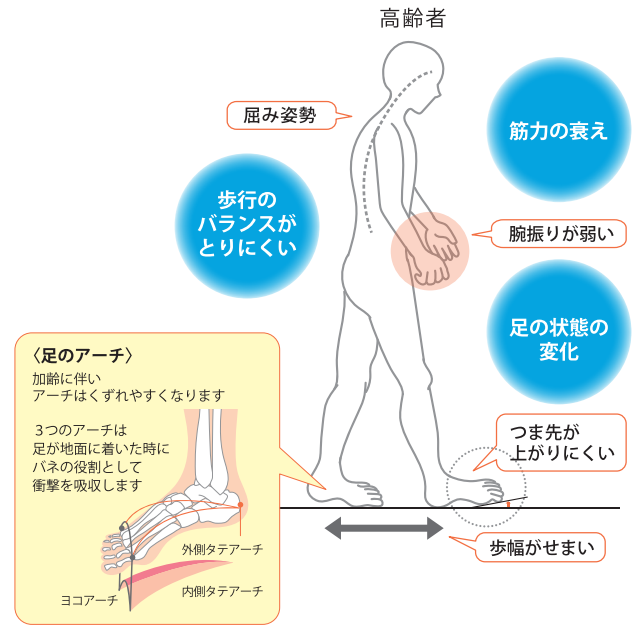 高齢者
屈み姿勢
筋力の衰え
歩行の
バランスが
とりにくい
腕振りが弱い
足の状態の
変化
〈足のアーチ〉
加齢に伴い
アーチはくずれやすくなります
3つのアーチは
足が地面に着いた時に
バネの役割として
衝撃を吸収します
外側タテアーチ
内側タテアーチ
ヨコアーチ
つま先が
上がりにくい
歩幅がせまい